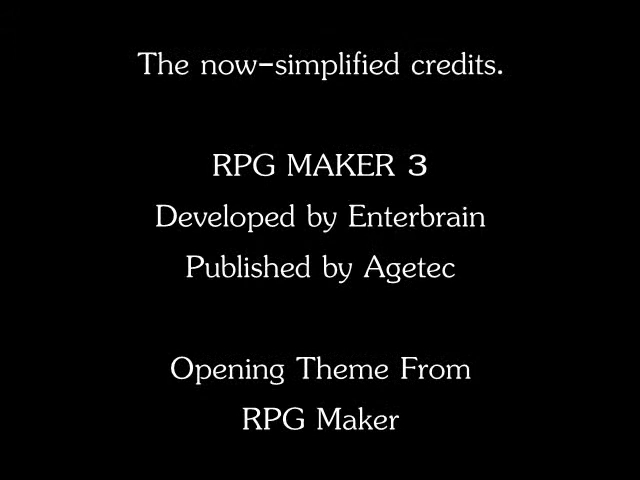 The now-simplified credits.
RPG MAKER 3
Developed by Enterbrain
Published by Agetec
Opening Theme From
RPG Maker